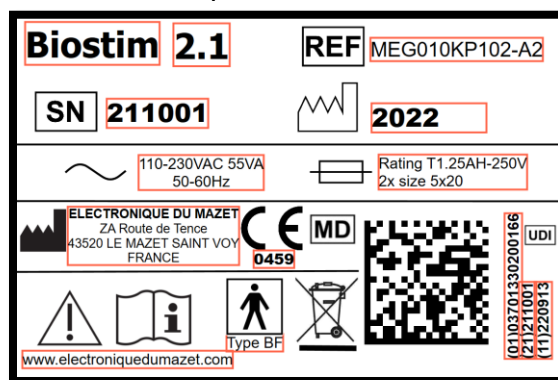 Biostim 2.1
REF MEG010KP102-A2
SN 211001
2022
110-230VAC 55VA
50-60Hz
Rating T1.25AH-250V
2x size 5x20
ELECTRONIQUE DU MAZET
ZA Route de Tence
43520 LE MAZET SAINT VOY
FRANCE
CE
0459
MD
UDI
(01)03701330200166
(21)211001
(11)220913
i
Type BF
www.electroniquedumazet.com